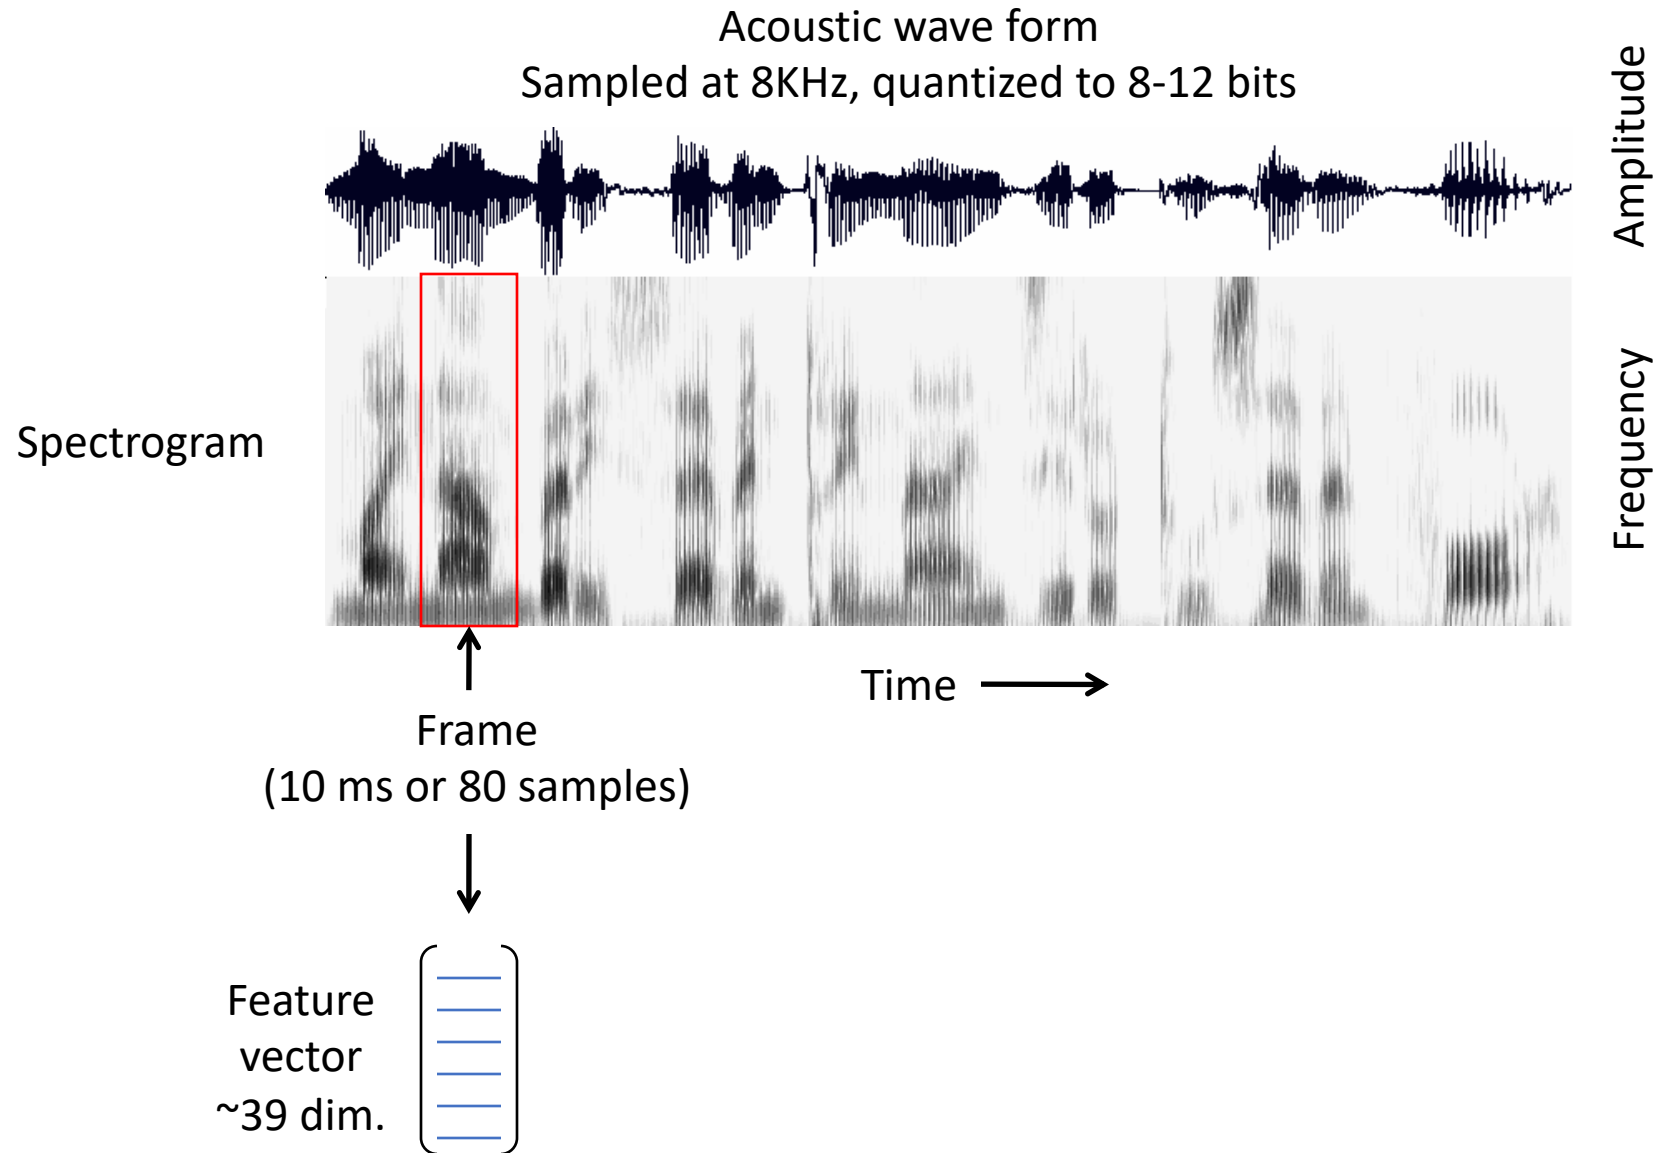 Acoustic wave form
Sampled at 8KHz, quantized to 8-12 bits
Amplitude
Spectrogram
Frequency
Time
Frame
(10 ms or 80 samples)
Feature
vector
~39 dim.